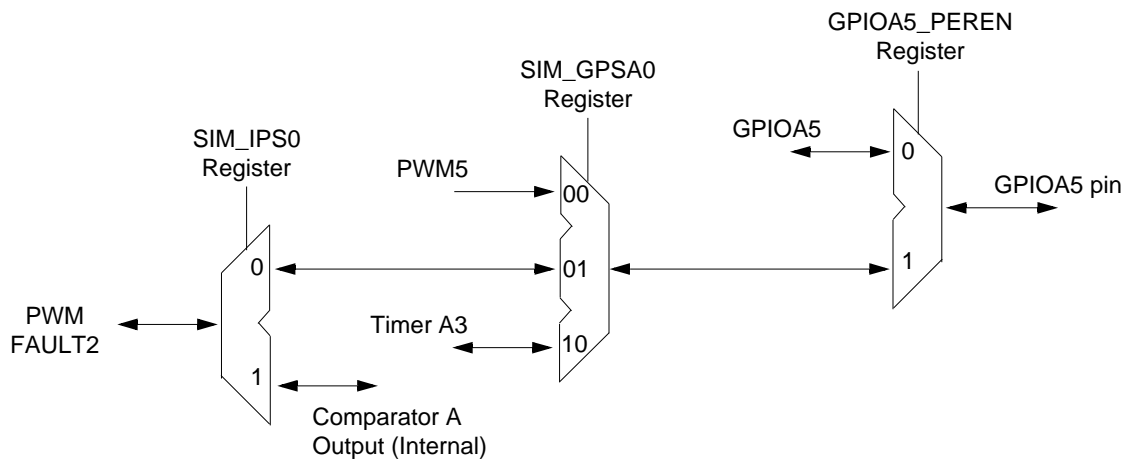 GPIOA5_PEREN
Register
SIM_GPSA0
Register
SIM_IPS0
Register
GPIOA5
0
GPIOA5 pin
1
PWM5
00
01
Timer A3
10
0
PWM
FAULT2
1
Comparator A
Output (Internal)